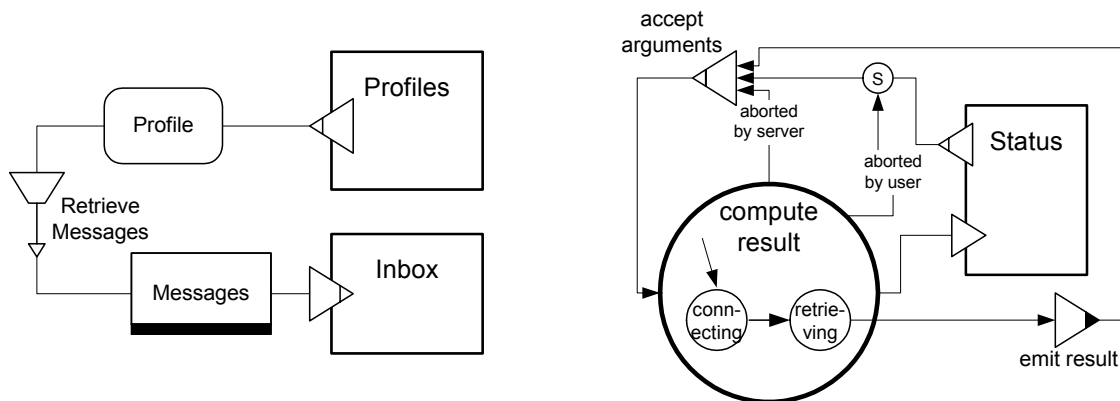 Profiles
Profile
Retrieve
Messages
Inbox
Messages
accept
arguments
S
aborted
by server
Status
aborted
by user
compute
result
conn-
ecting
retrie-
ving
emit result